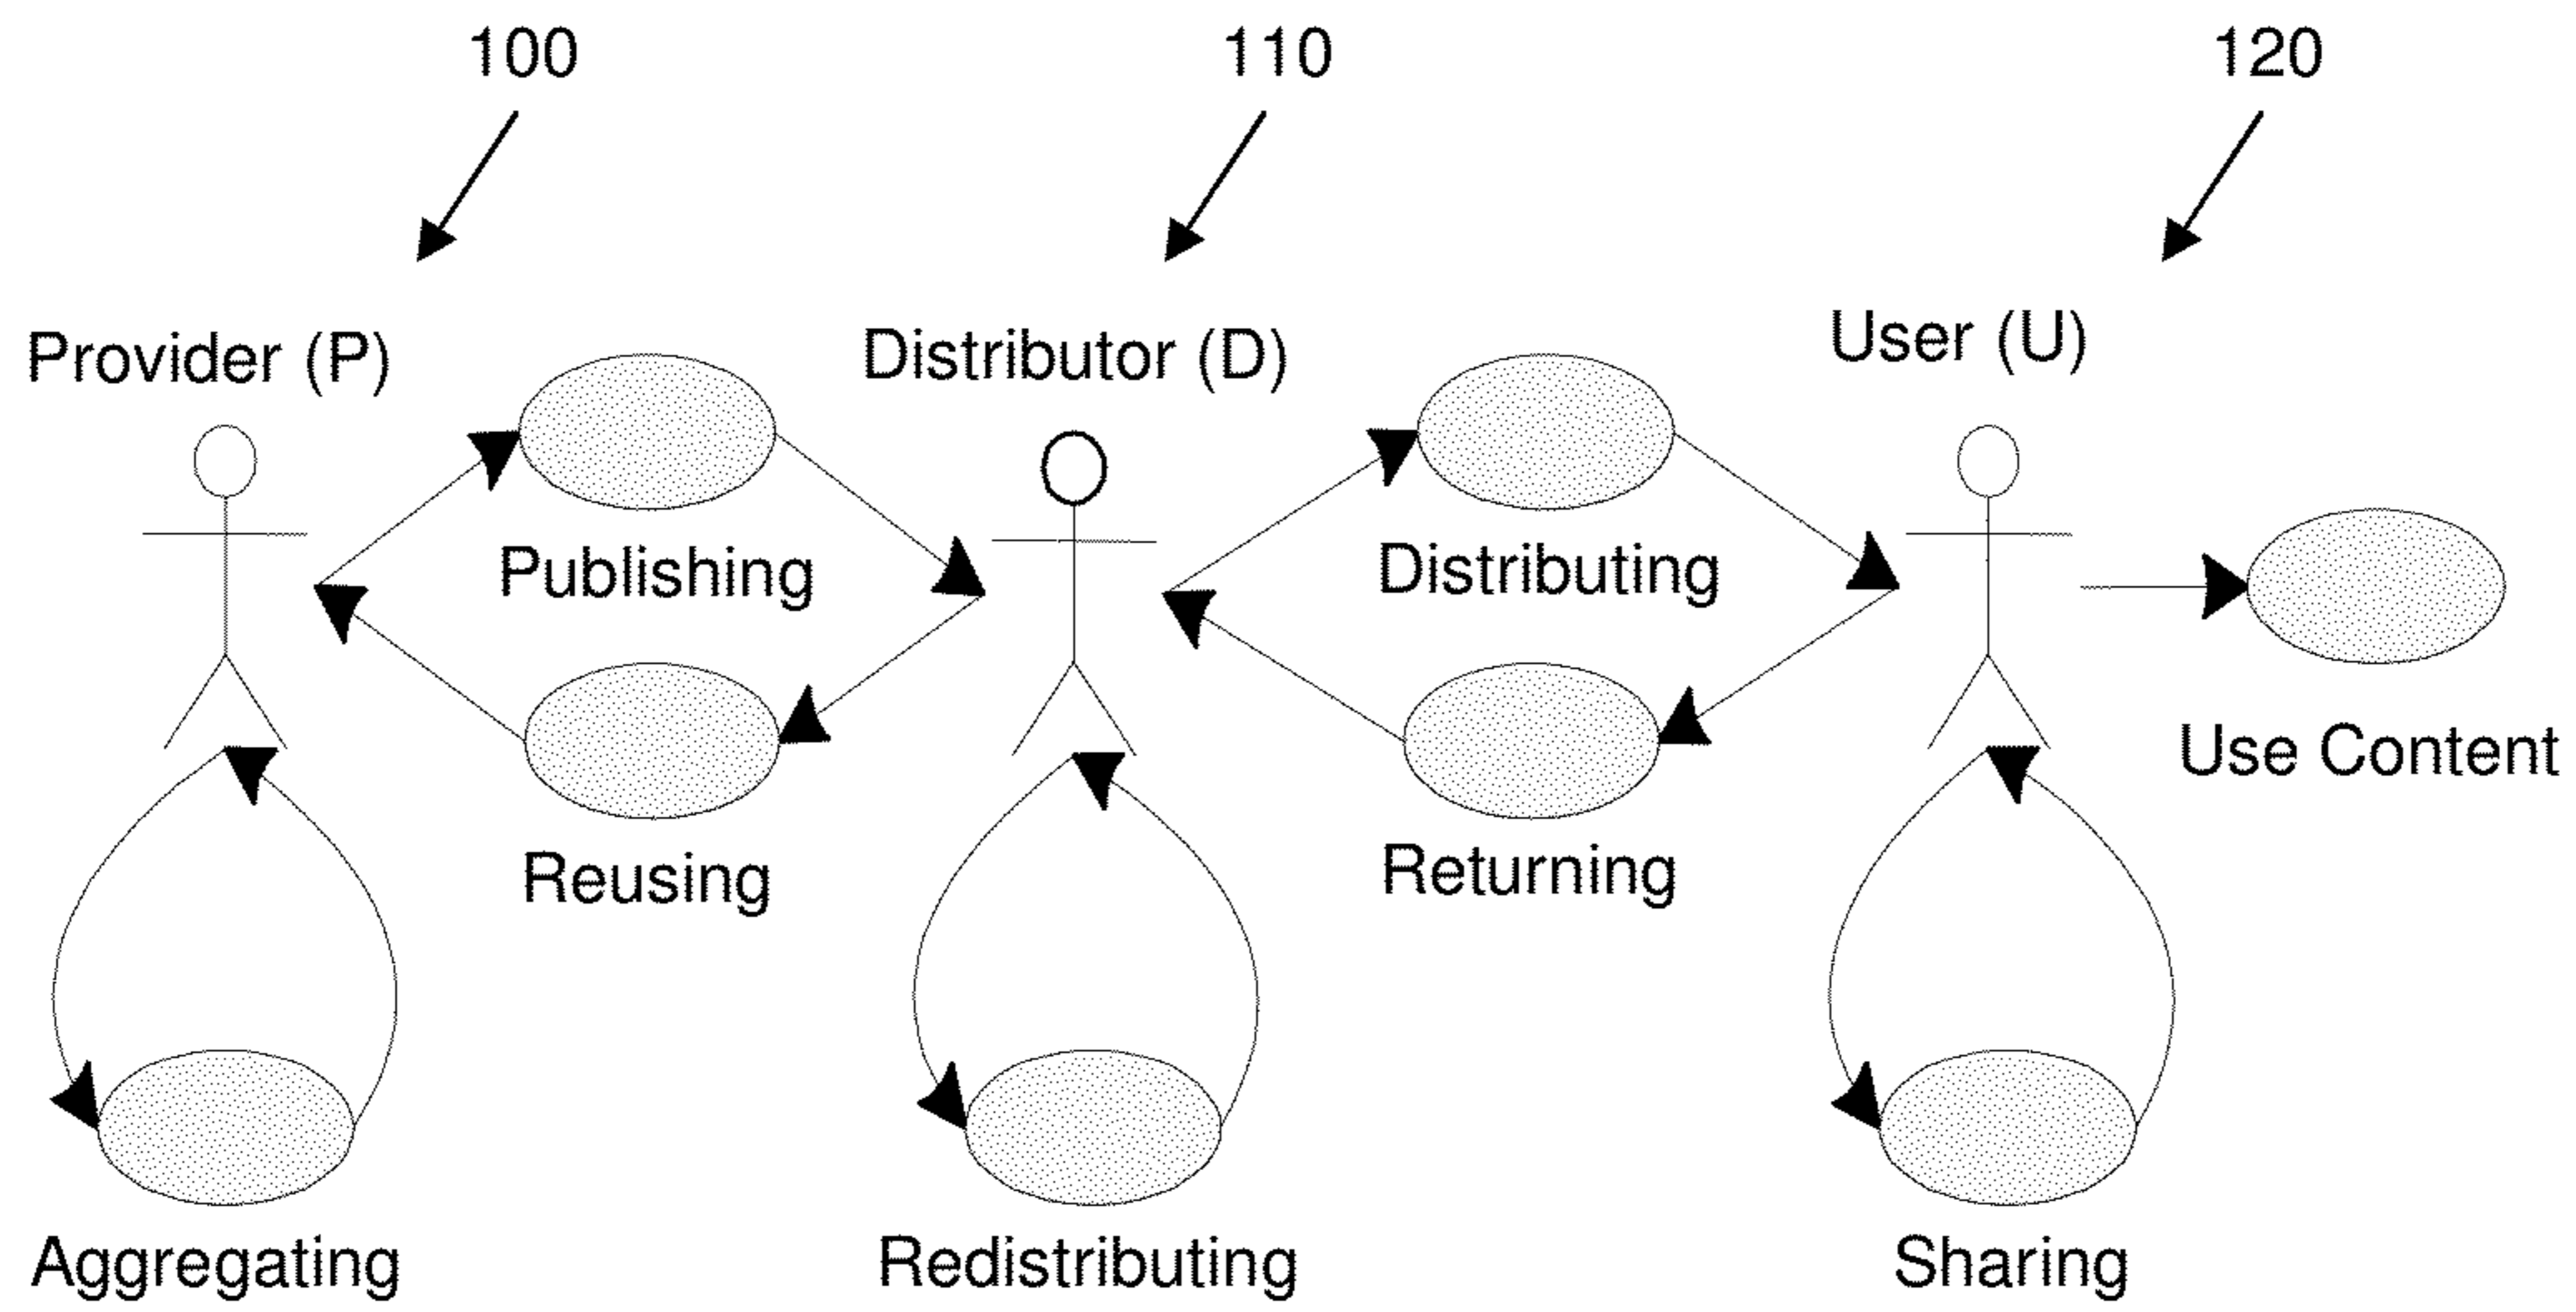 100
110
120
Provider (P)
Distributor (D)
User (U)
Publishing
Distributing
Use Content
Reusing
Returning
Aggregating
Redistributing
Sharing